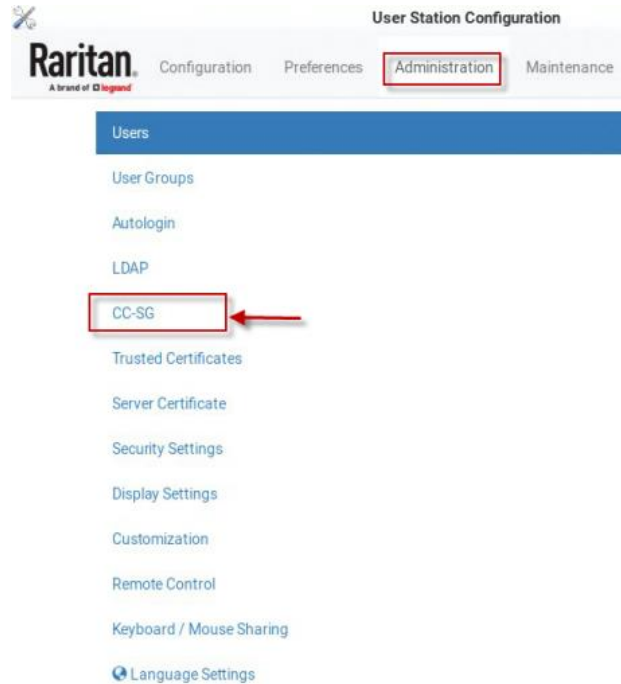 User Station Configuration
Raritan.
A brand of legrand
Configuration Preferences Administration Maintenance
Users
User Groups
Autologin
LDAP
CC-SG
Trusted Certificates
Server Certificate
Security Settings
Display Settings
Customization
Remote Control
Keyboard / Mouse Sharing
Language Settings